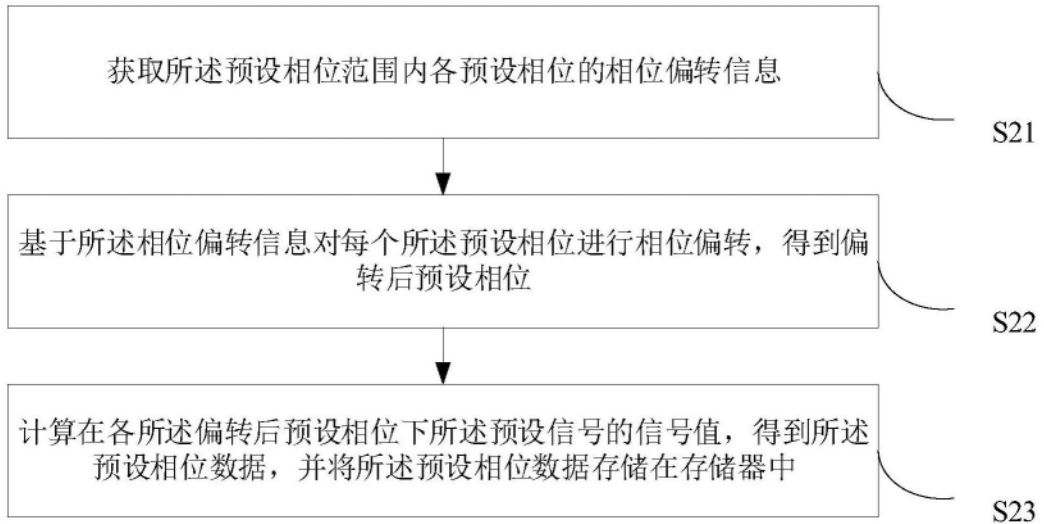 获取所述预设相位范围内各预设相位的相位偏转信息
S21
基于所述相位偏转信息对每个所述预设相位进行相位偏转，得到偏
转后预设相位
S22
计算在各所述偏转后预设相位下所述预设信号的信号值，得到所述
预设相位数据，并将所述预设相位数据存储在存储器中
S23